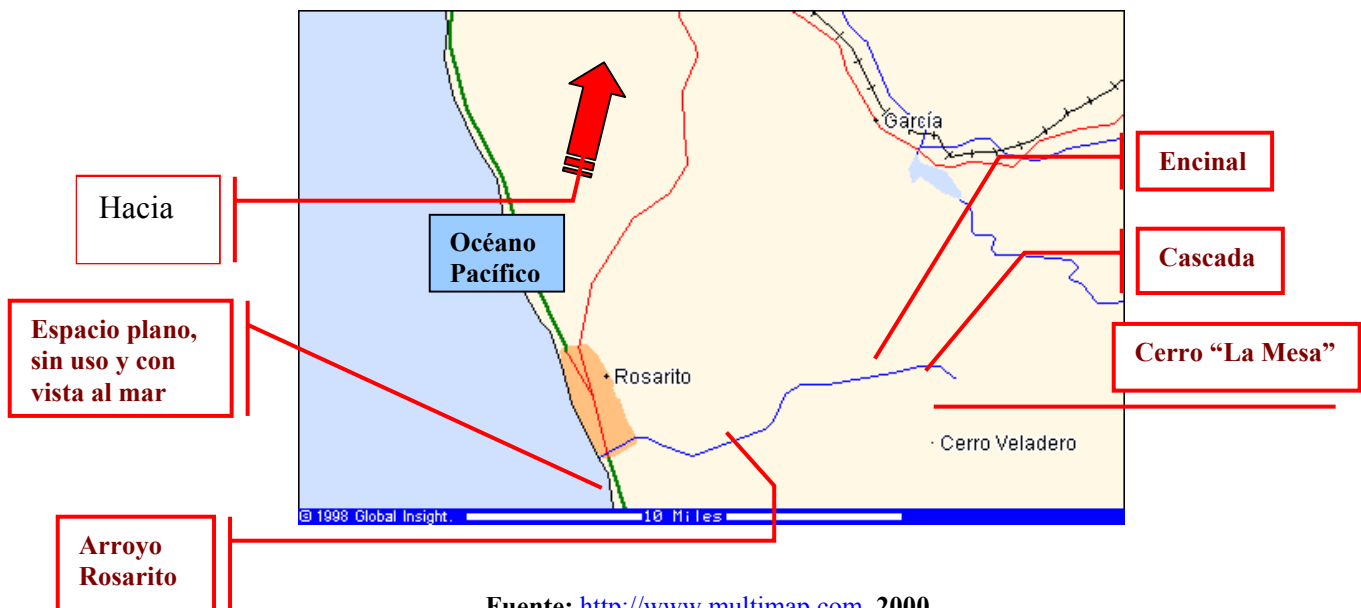 García
Encinal
Hacia
Océano
Pacífico
Cascada
Espacio plano,
sin uso y con
vista al mar
Cerro “La Mesa”
Rosarito
Cerro Veladero
© 1998 Global Insight.
10 Miles
Arroyo
Rosarito
Fuente: http://www.multimap.com, 2000